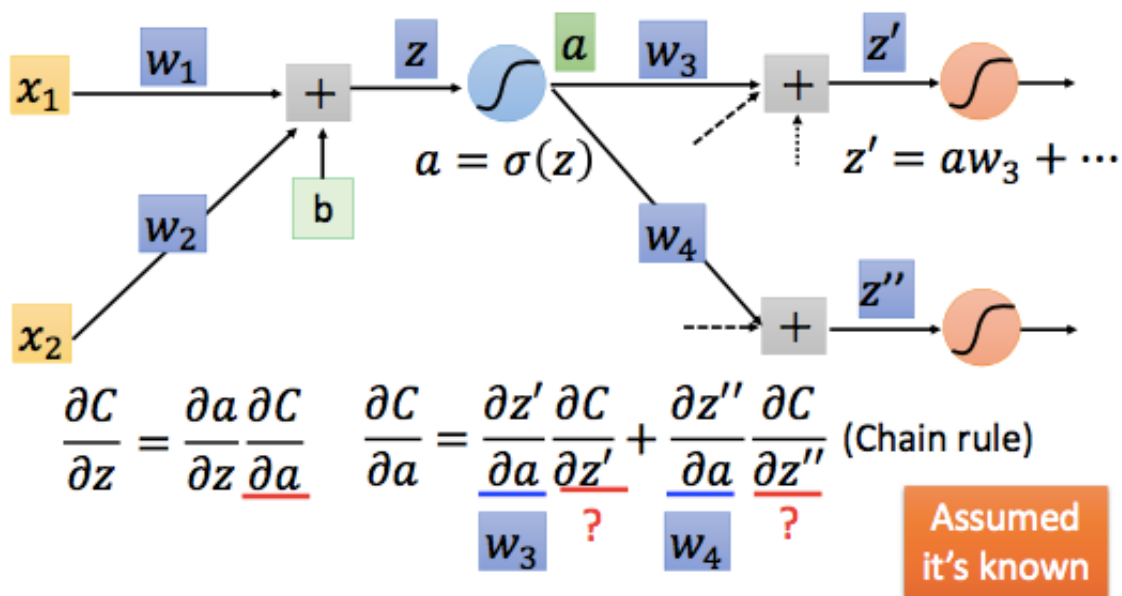 w₁ z a w₃ z′
x₁ + +
a = σ(z) z′ = aw₃ + ⋯
b
w₂ w₄
z′′
x₂ +
∂C/∂z = ∂a/∂z ∂C/∂a ∂C/∂a = ∂z′/∂a ∂C/∂z′ + ∂z′′/∂a ∂C/∂z′′ (Chain rule)
? ?
w₃ w₄
Assumed
it's known